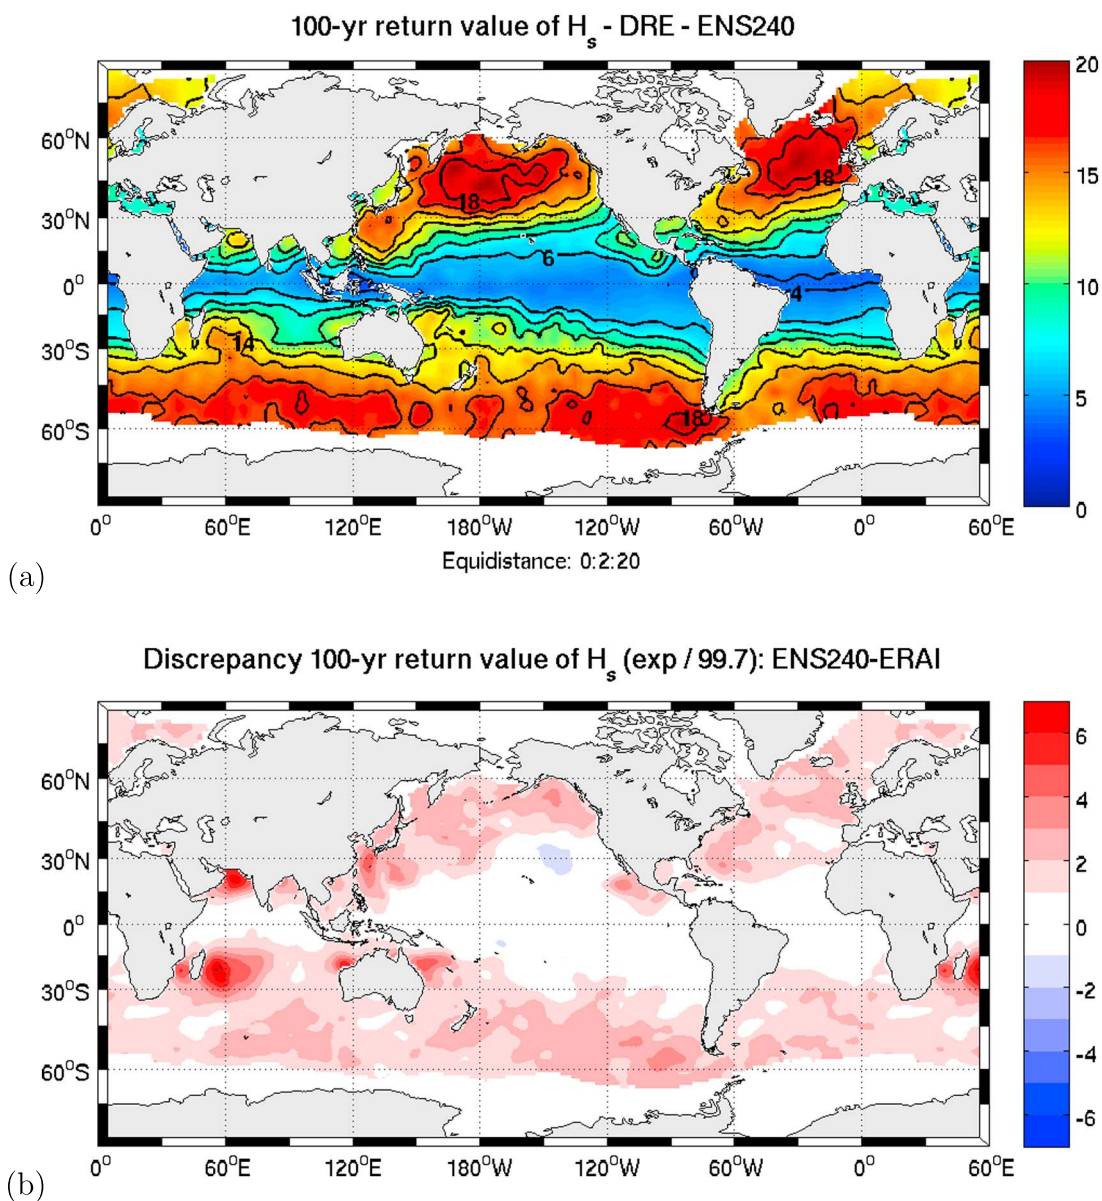 100-yr return value of Hₛ - DRE - ENS240
20
15
10
5
0
60°N
30°N
0°
30°S
60°S
18
18
6
4
14
18
0° 60°E 120°E 180°W 120°W 60°W 0° 60°E
Equidistance: 0:2:20
(a)
Discrepancy 100-yr return value of Hₛ (exp / 99.7): ENS240-ERAI
6
4
2
0
-2
-4
-6
60°N
30°N
0°
30°S
60°S
0° 60°E 120°E 180°W 120°W 60°W 0° 60°E
(b)